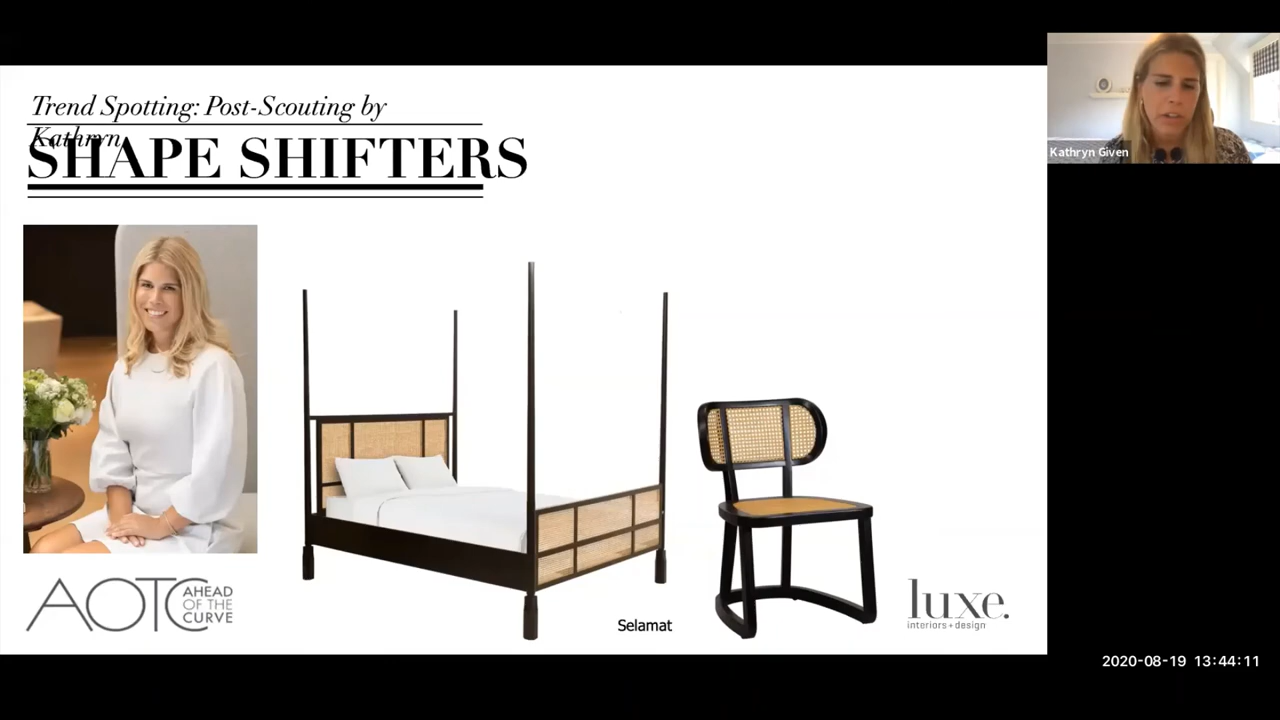 Trend Spotting: Post-Scouting by
Kathryn
SHAPE SHIFTERS
Kathryn Given
AOTC AHEAD
OF THE
CURVE
Selamat
luxe.
interiors + design
2020-08-19 13:44:11